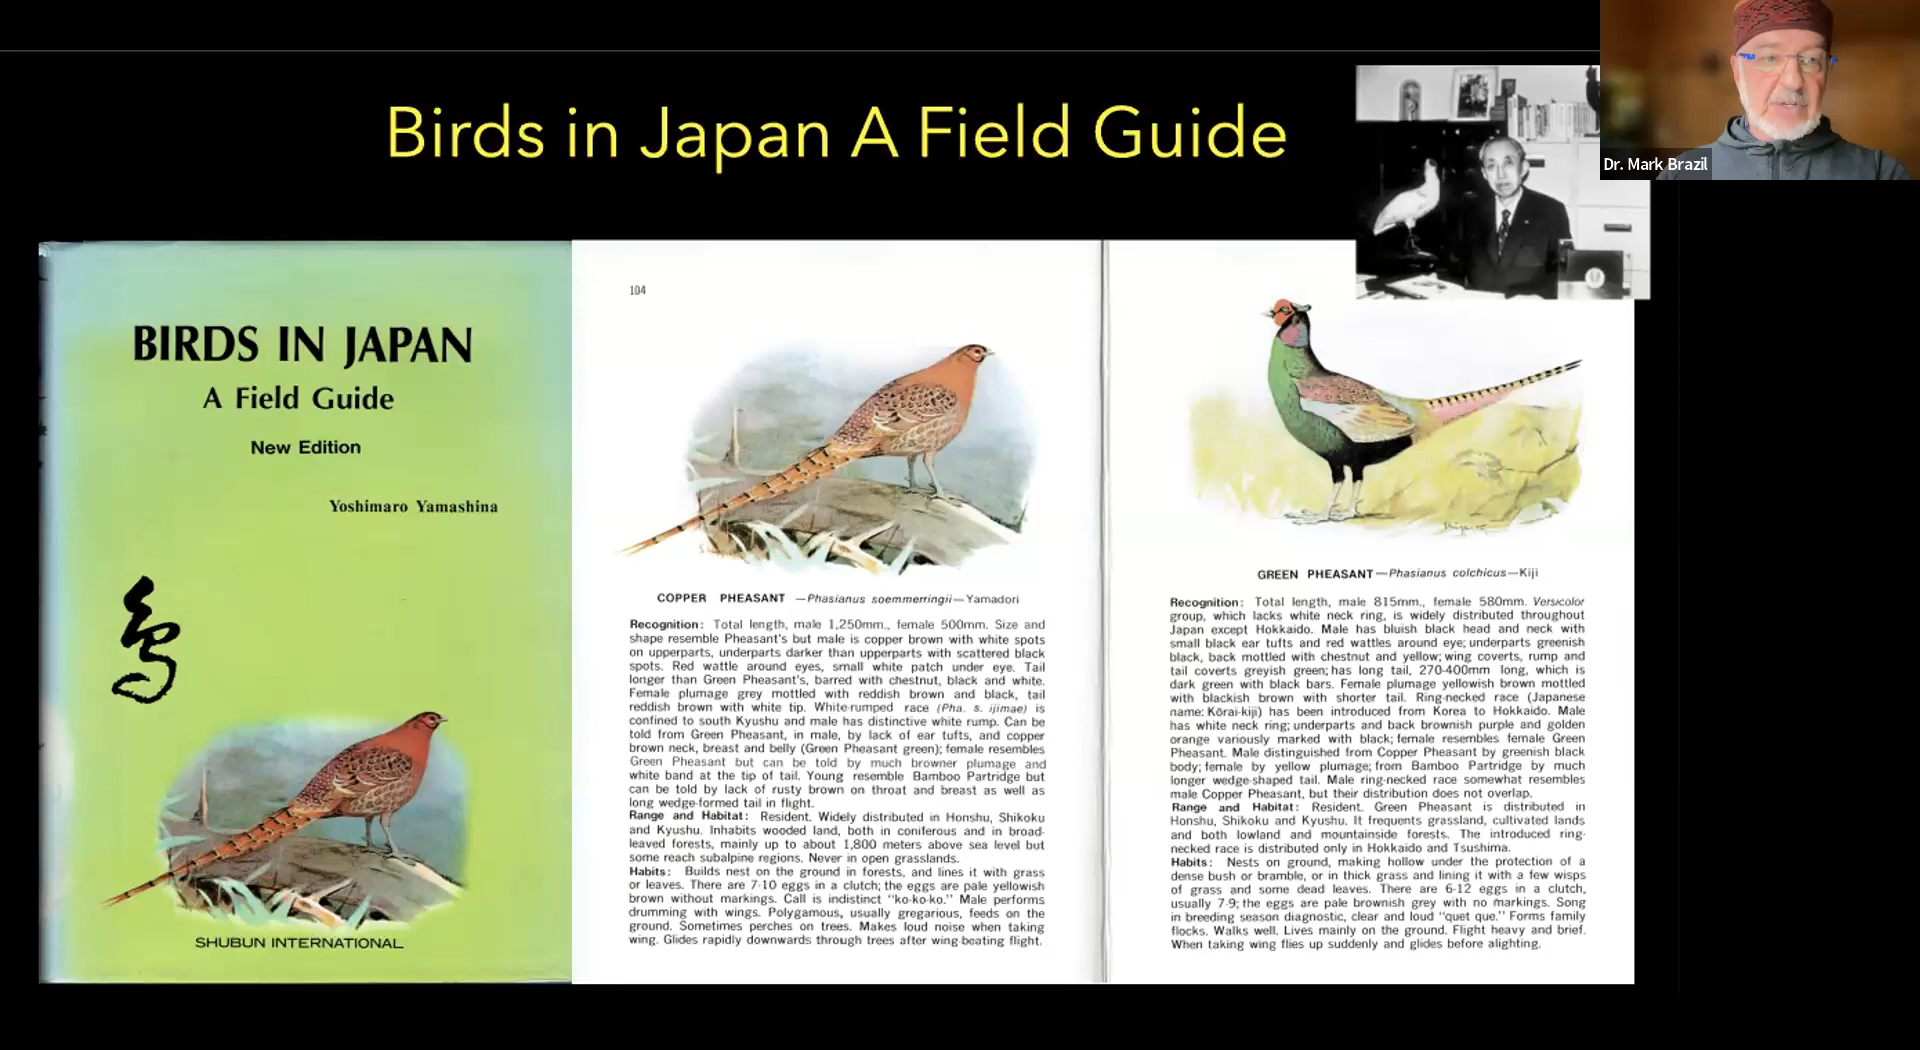 Birds in Japan A Field Guide
Dr. Mark Brazil
BIRDS IN JAPAN
A Field Guide
New Edition
Yoshimaro Yamashina
鳥
SHUBUN INTERNATIONAL
104
COPPER PHEASANT —Phasianus soemmerringii—Yamadori
Recognition: Total length, male 1,250mm., female 500mm. Size and
shape resemble Pheasant's but male is copper brown with white spots
on upperparts, underparts darker than upperparts with scattered black
spots. Red wattle around eyes, small white patch under eye. Tail
longer than Green Pheasant's, barred with chestnut, black and white.
Female plumage grey mottled with reddish brown and black, tail
reddish brown with white tip. White-rumped race (Pha. s. ijimae) is
confined to south Kyushu and male has distinctive white rump. Can be
told from Green Pheasant, in male, by lack of ear tufts, and copper
brown neck, breast and belly (Green Pheasant green); female resembles
Green Pheasant but can be told by much browner plumage and
white band at the tip of tail. Young resemble Bamboo Partridge but
can be told by lack of rusty brown on throat and breast as well as
long wedge-formed tail in flight.
Range and Habitat: Resident. Widely distributed in Honshu, Shikoku
and Kyushu. Inhabits wooded land, both in coniferous and in broad-
leaved forests, mainly up to about 1,800 meters above sea level but
some reach subalpine regions. Never in open grasslands.
Habits: Builds nest on the ground in forests, and lines it with grass
or leaves. There are 7-10 eggs in a clutch; the eggs are pale yellowish
brown without markings. Call is indistinct "ko-ko-ko." Male performs
drumming with wings. Polygamous, usually gregarious, feeds on the
ground. Sometimes perches on trees. Makes loud noise when taking
wing. Glides rapidly downwards through trees after wing-beating flight.
GREEN PHEASANT—Phasianus colchicus—Kiji
Recognition: Total length, male 815mm., female 580mm. Versicolor
group, which lacks white neck ring, is widely distributed throughout
Japan except Hokkaido. Male has bluish black head and neck with
small black ear tufts and red wattles around eye; underparts greenish
black, back mottled with chestnut and yellow; wing coverts, rump and
tail coverts greyish green; has long tail, 270-400mm long, which is
dark green with black bars. Female plumage yellowish brown mottled
with blackish brown with shorter tail. Ring-necked race (Japanese
name: Kōrai-kiji) has been introduced from Korea to Hokkaido. Male
has white neck ring; underparts and back brownish purple and golden
orange variously marked with black; female resembles female Green
Pheasant. Male distinguished from Copper Pheasant by greenish black
body; female by yellow plumage; from Bamboo Partridge by much
longer wedge-shaped tail. Male ring-necked race somewhat resembles
male Copper Pheasant, but their distribution does not overlap.
Range and Habitat: Resident. Green Pheasant is distributed in
Honshu, Shikoku and Kyushu. It frequents grassland, cultivated lands
and both lowland and mountainside forests. The introduced ring-
necked race is distributed only in Hokkaido and Tsushima.
Habits: Nests on ground, making hollow under the protection of a
dense bush or bramble, or in thick grass and lining it with a few wisps
of grass and some dead leaves. There are 6-12 eggs in a clutch,
usually 7-9; the eggs are pale brownish grey with no markings. Song
in breeding season diagnostic, clear and loud "quet que." Forms family
flocks. Walks well. Lives mainly on the ground. Flight heavy and brief.
When taking wing flies up suddenly and glides before alighting.